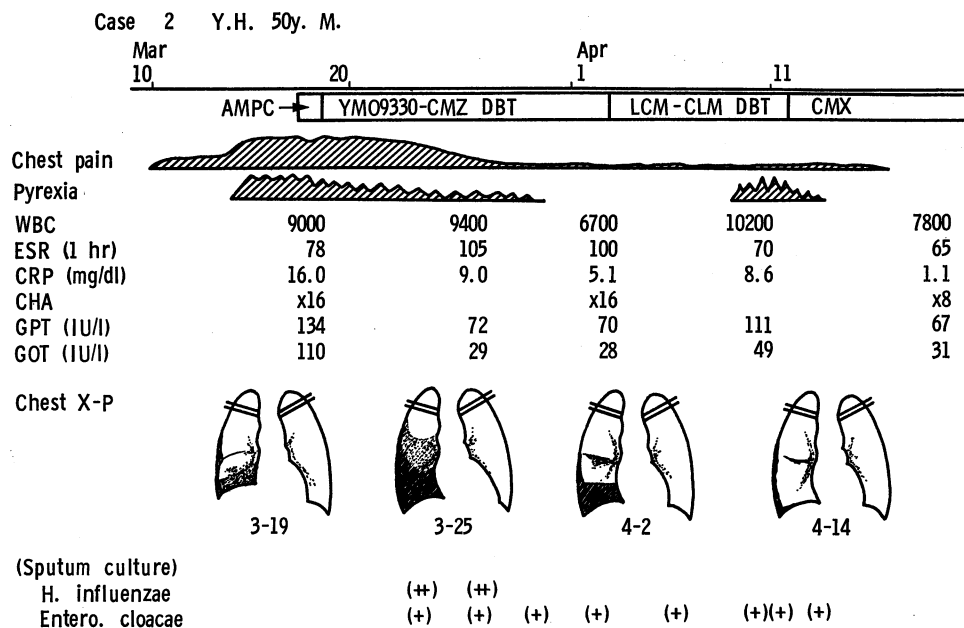 Case 2 Y.H. 50y. M.
Mar Apr
10 20 1 11
AMPC → YM09330-CMZ DBT LCM-CLM DBT CMX
Chest pain
Pyrexia
WBC 9000 9400 6700 10200 7800
ESR (1 hr) 78 105 100 70 65
CRP (mg/dl) 16.0 9.0 5.1 8.6 1.1
CHA x16 x16 x8
GPT (IU/l) 134 72 70 111 67
GOT (IU/l) 110 29 28 49 31
Chest X-P
3-19 3-25 4-2 4-14
(Sputum culture)
H. influenzae (++) (++)
Entero. cloacae (+) (+) (+) (+) (+) (+)(+) (+)